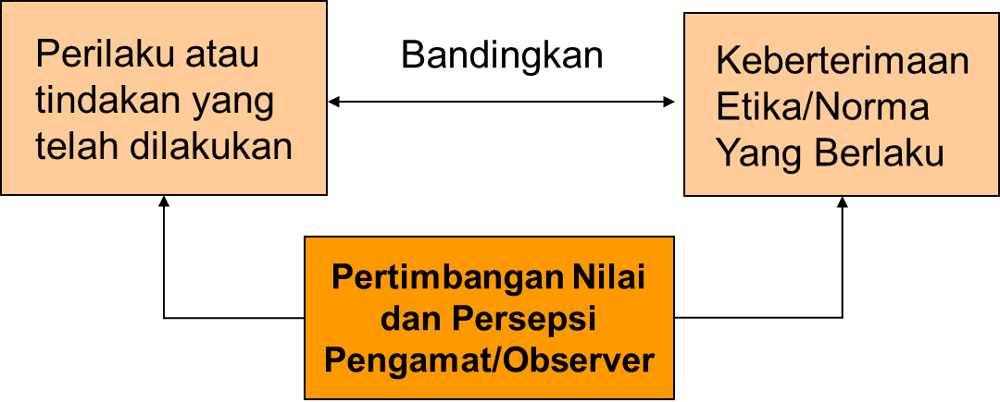 Perilaku atau
tindakan yang
telah dilakukan
Bandingkan
Keberterimaan
Etika/Norma
Yang Berlaku
Pertimbangan Nilai
dan Persepsi
Pengamat/Observer